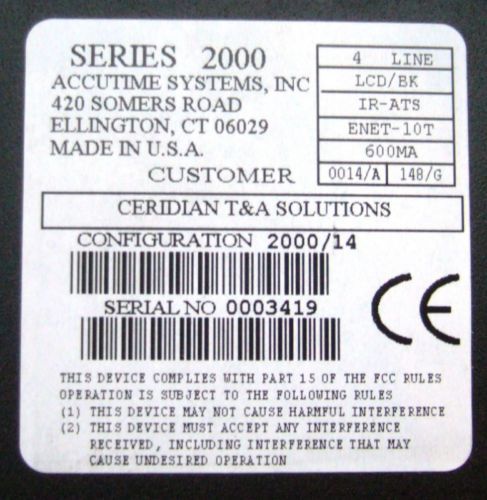 SERIES 2000
ACCUTIME SYSTEMS, INC
420 SOMERS ROAD
ELLINGTON, CT 06029
MADE IN U.S.A.
CUSTOMER
4 LINE
LCD/BK
IR-ATS
ENET-10T
600MA
0014/A 148/G
CERIDIAN T&A SOLUTIONS
CONFIGURATION 2000/14
SERIAL NO 0003419
CE
THIS DEVICE COMPLIES WITH PART 15 OF THE FCC RULES
OPERATION IS SUBJECT TO THE FOLLOWING RULES
(1) THIS DEVICE MAY NOT CAUSE HARMFUL INTERFERENCE
(2) THIS DEVICE MUST ACCEPT ANY INTERFERENCE
RECEIVED, INCLUDING INTERFERENCE THAT MAY
CAUSE UNDESIRED OPERATION